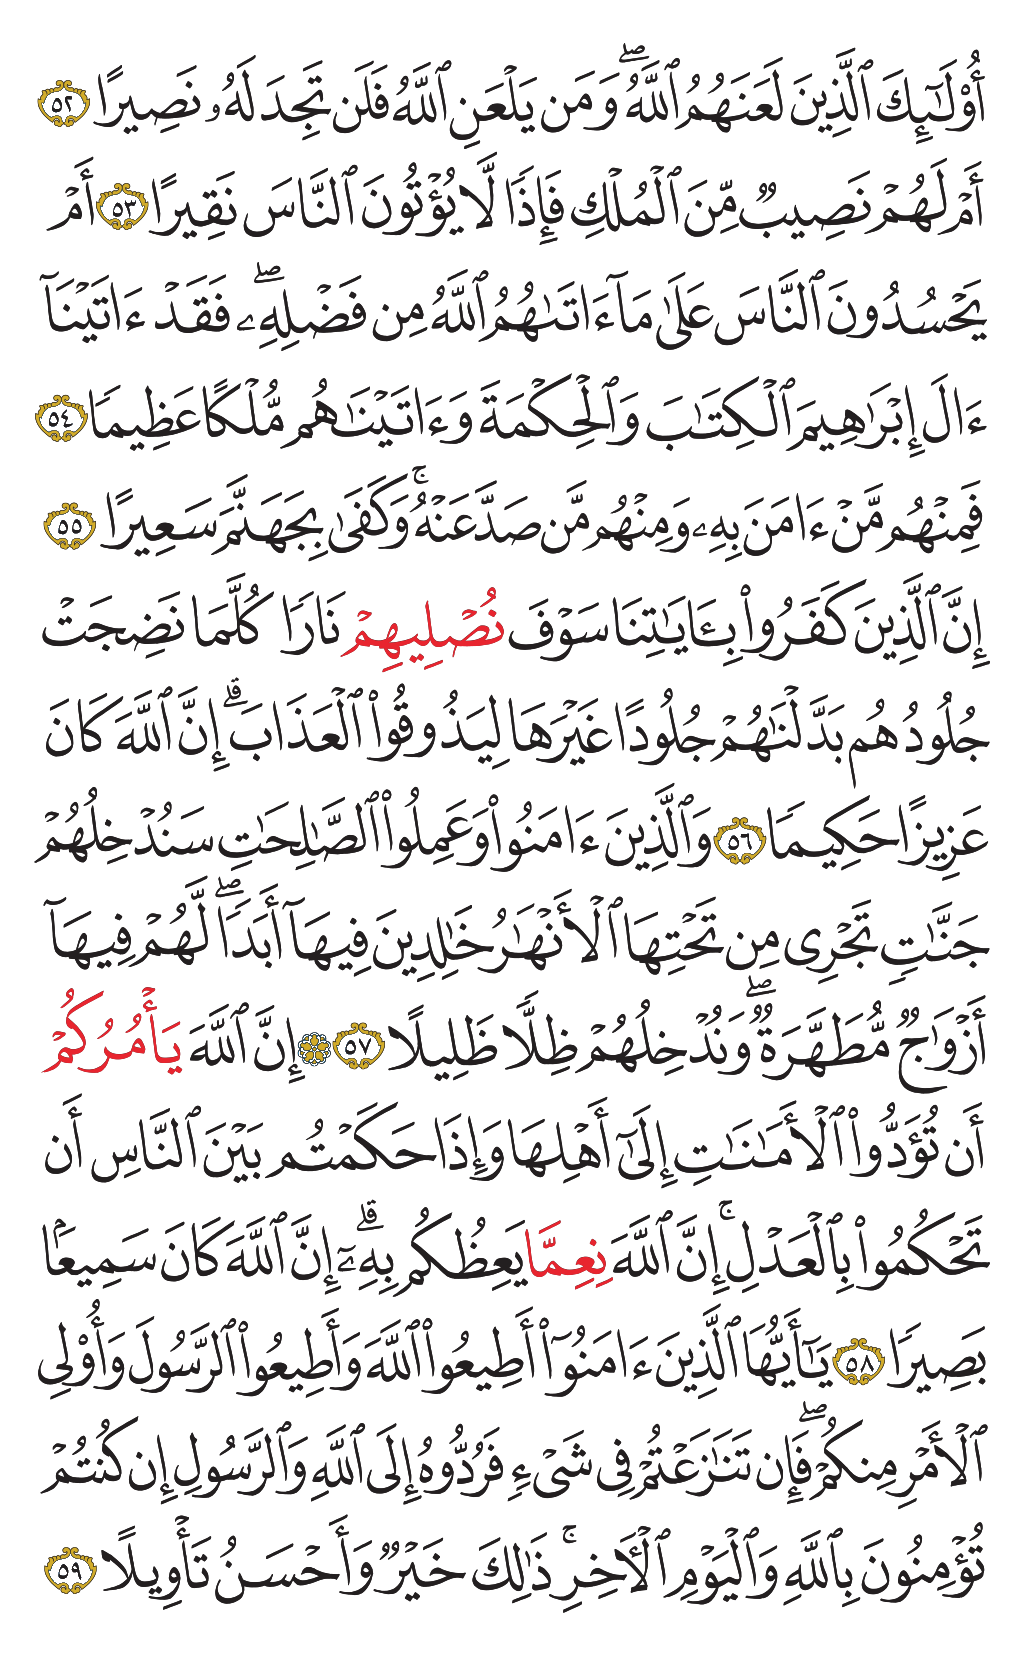 أُوْلَٰٓئِكَ ٱلَّذِينَ لَعَنَهُمُ ٱللَّهُۖ وَمَن يَلۡعَنِ ٱللَّهُ فَلَن تَجِدَ لَهُۥ نَصِيرًا ٥٢
أَمۡ لَهُمۡ نَصِيبٞ مِّنَ ٱلۡمُلۡكِ فَإِذٗا لَّا يُؤۡتُونَ ٱلنَّاسَ نَقِيرًا ٥٣ أَمۡ
يَحۡسُدُونَ ٱلنَّاسَ عَلَىٰ مَآ ءَاتَىٰهُمُ ٱللَّهُ مِن فَضۡلِهِۦۖ فَقَدۡ ءَاتَيۡنَآ
ءَالَ إِبۡرَٰهِيمَ ٱلۡكِتَٰبَ وَٱلۡحِكۡمَةَ وَءَاتَيۡنَٰهُم مُّلۡكًا عَظِيمٗا ٥٤
فَمِنۡهُم مَّنۡ ءَامَنَ بِهِۦ وَمِنۡهُم مَّن صَدَّ عَنۡهُۚ وَكَفَىٰ بِجَهَنَّمَ سَعِيرًا ٥٥
إِنَّ ٱلَّذِينَ كَفَرُواْ بِـَٔايَٰتِنَا سَوۡفَ نُصۡلِيهِمۡ نَارٗا كُلَّمَا نَضِجَتۡ
جُلُودُهُم بَدَّلۡنَٰهُمۡ جُلُودًا غَيۡرَهَا لِيَذُوقُواْ ٱلۡعَذَابَۗ إِنَّ ٱللَّهَ كَانَ
عَزِيزًا حَكِيمٗا ٥٦ وَٱلَّذِينَ ءَامَنُواْ وَعَمِلُواْ ٱلصَّٰلِحَٰتِ سَنُدۡخِلُهُمۡ
جَنَّٰتٖ تَجۡرِي مِن تَحۡتِهَا ٱلۡأَنۡهَٰرُ خَٰلِدِينَ فِيهَآ أَبَدٗاۖ لَّهُمۡ فِيهَآ
أَزۡوَٰجٞ مُّطَهَّرَةٞۖ وَنُدۡخِلُهُمۡ ظِلّٗا ظَلِيلًا ٥٧ ۞ إِنَّ ٱللَّهَ يَأۡمُرُكُمۡ
أَن تُؤَدُّواْ ٱلۡأَمَٰنَٰتِ إِلَىٰٓ أَهۡلِهَا وَإِذَا حَكَمۡتُم بَيۡنَ ٱلنَّاسِ أَن
تَحۡكُمُواْ بِٱلۡعَدۡلِۚ إِنَّ ٱللَّهَ نِعِمَّا يَعِظُكُم بِهِۦٓۗ إِنَّ ٱللَّهَ كَانَ سَمِيعَۢا
بَصِيرٗا ٥٨ يَٰٓأَيُّهَا ٱلَّذِينَ ءَامَنُوٓاْ أَطِيعُواْ ٱللَّهَ وَأَطِيعُواْ ٱلرَّسُولَ وَأُوْلِي
ٱلۡأَمۡرِ مِنكُمۡۖ فَإِن تَنَٰزَعۡتُمۡ فِي شَيۡءٖ فَرُدُّوهُ إِلَى ٱللَّهِ وَٱلرَّسُولِ إِن كُنتُمۡ
تُؤۡمِنُونَ بِٱللَّهِ وَٱلۡيَوۡمِ ٱلۡأٓخِرِۚ ذَٰلِكَ خَيۡرٞ وَأَحۡسَنُ تَأۡوِيلًا ٥٩